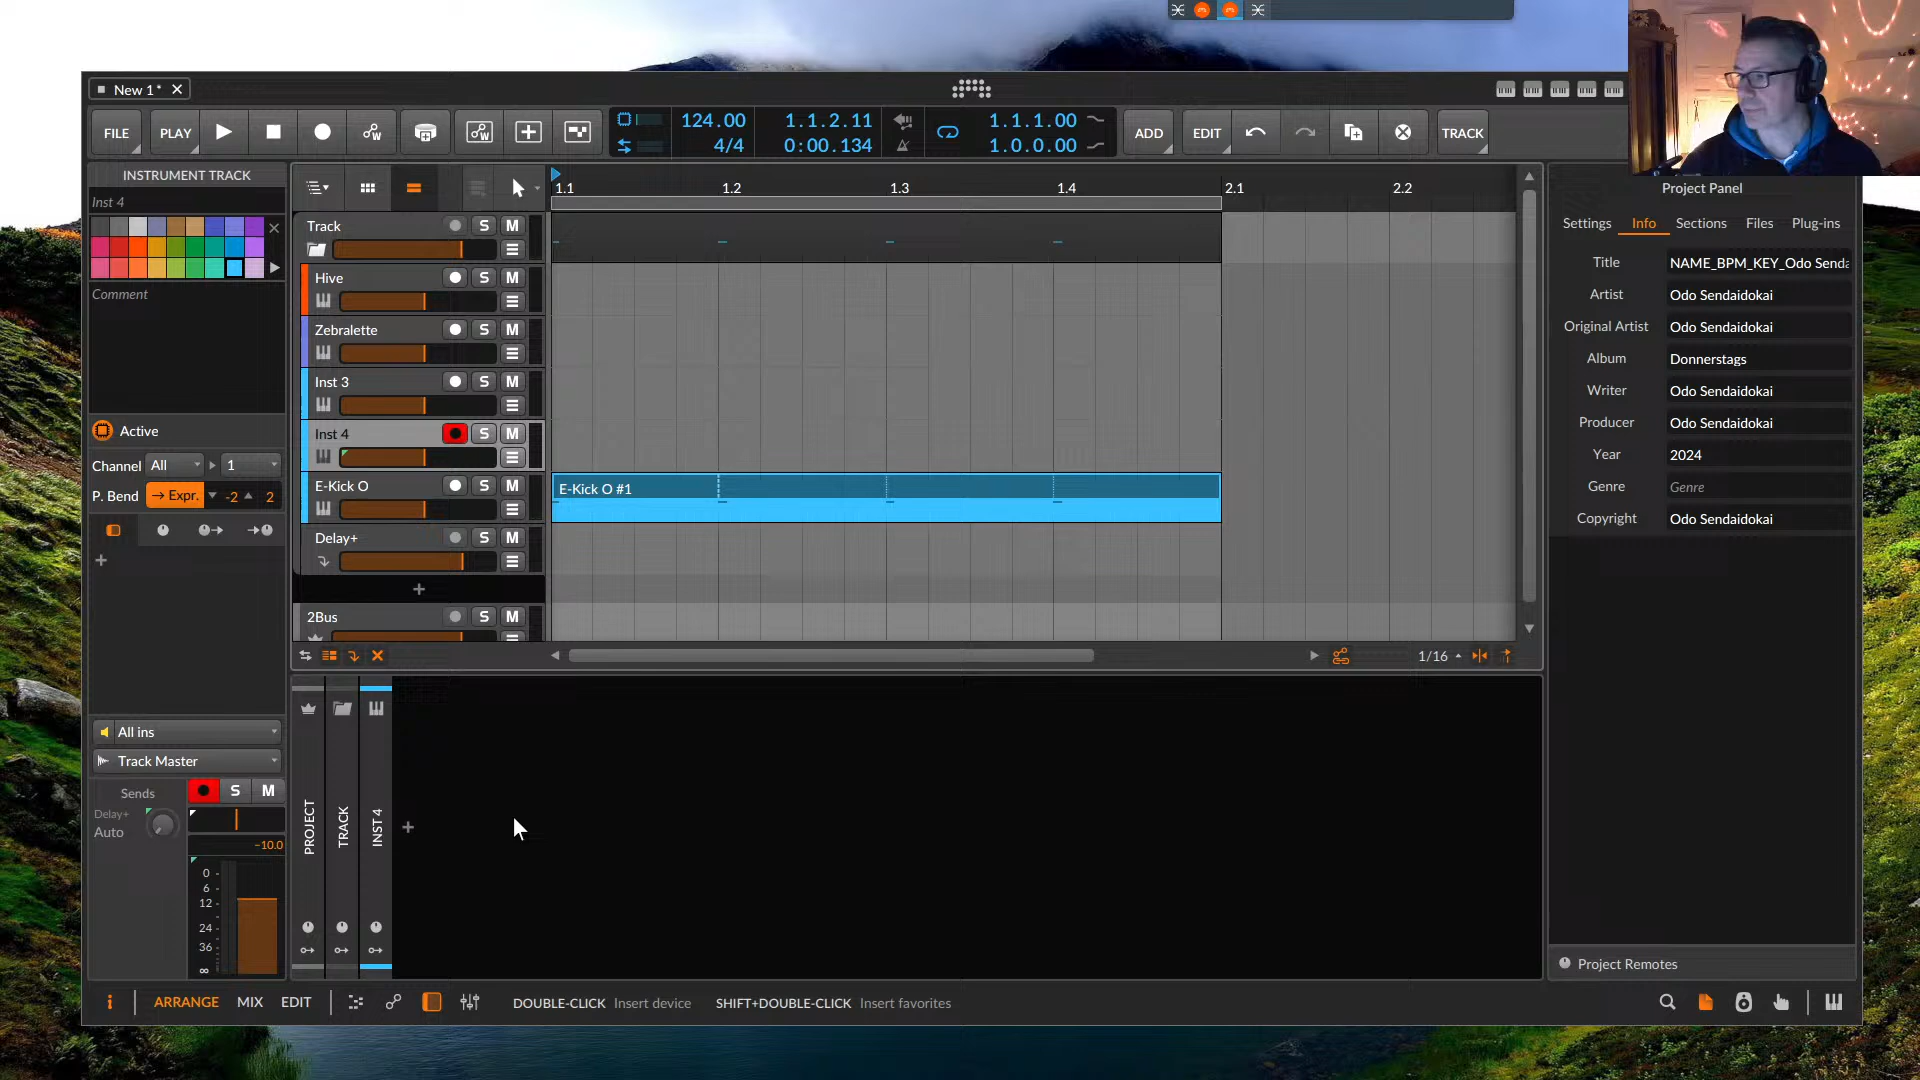 New 1*
FILE
PLAY
124.00
4/4
1.1.2.11
0:00.134
1.1.1.00
1.0.0.00
ADD
EDIT
TRACK
INSTRUMENT TRACK
Inst 4
Comment
Active
Channel All 1
P. Bend Expr. -2 2
All ins
Track Master
Sends
Delay+
Auto
S M
-10.0
0
6
12
24
36
∞
1.1 1.2 1.3 1.4 2.1 2.2
Track S M
Hive S M
Zebralette S M
Inst 3 S M
Inst 4 S M
E-Kick O S M
E-Kick O #1
Delay+ S M
2Bus S M
1/16
PROJECT
TRACK
INST 4
Project Panel
Settings Info Sections Files Plug-ins
Title NAME_BPM_KEY_Odo Senda
Artist Odo Sendaidokai
Original Artist Odo Sendaidokai
Album Donnerstags
Writer Odo Sendaidokai
Producer Odo Sendaidokai
Year 2024
Genre Genre
Copyright Odo Sendaidokai
Project Remotes
i ARRANGE MIX EDIT
DOUBLE-CLICK Insert device SHIFT+DOUBLE-CLICK Insert favorites